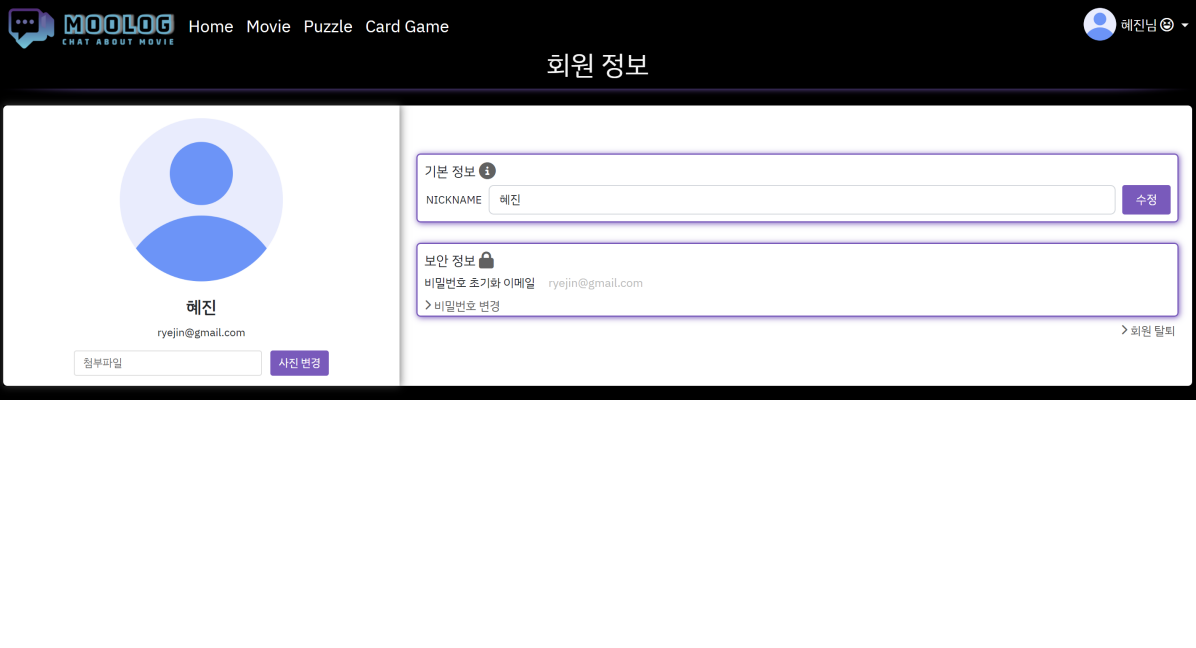 MOOLOG
CHAT ABOUT MOVIE
Home Movie Puzzle Card Game
혜진님
회원 정보
혜진
ryejin@gmail.com
첨부파일 사진 변경
기본 정보
NICKNAME 혜진 수정
보안 정보
비밀번호 초기화 이메일 ryejin@gmail.com
비밀번호 변경
회원 탈퇴